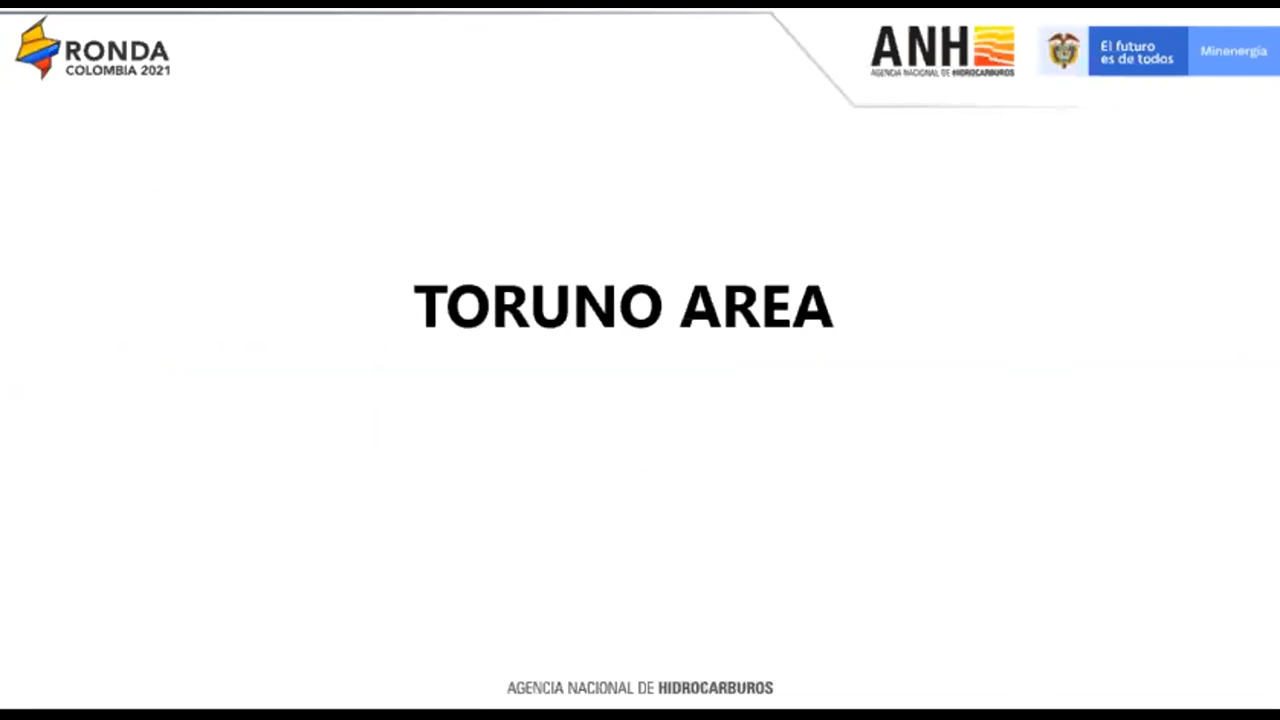 RONDA
COLOMBIA 2021
ANH
AGENCIA NACIONAL DE HIDROCARBUROS
El futuro
es de todos
Minenergía
TORUNO AREA
AGENCIA NACIONAL DE HIDROCARBUROS